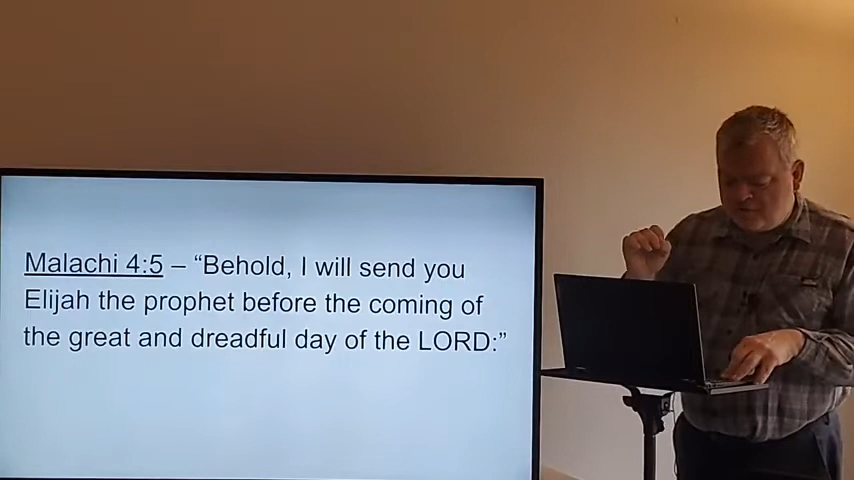 Malachi 4:5 – “Behold, I will send you
Elijah the prophet before the coming of
the great and dreadful day of the LORD:”